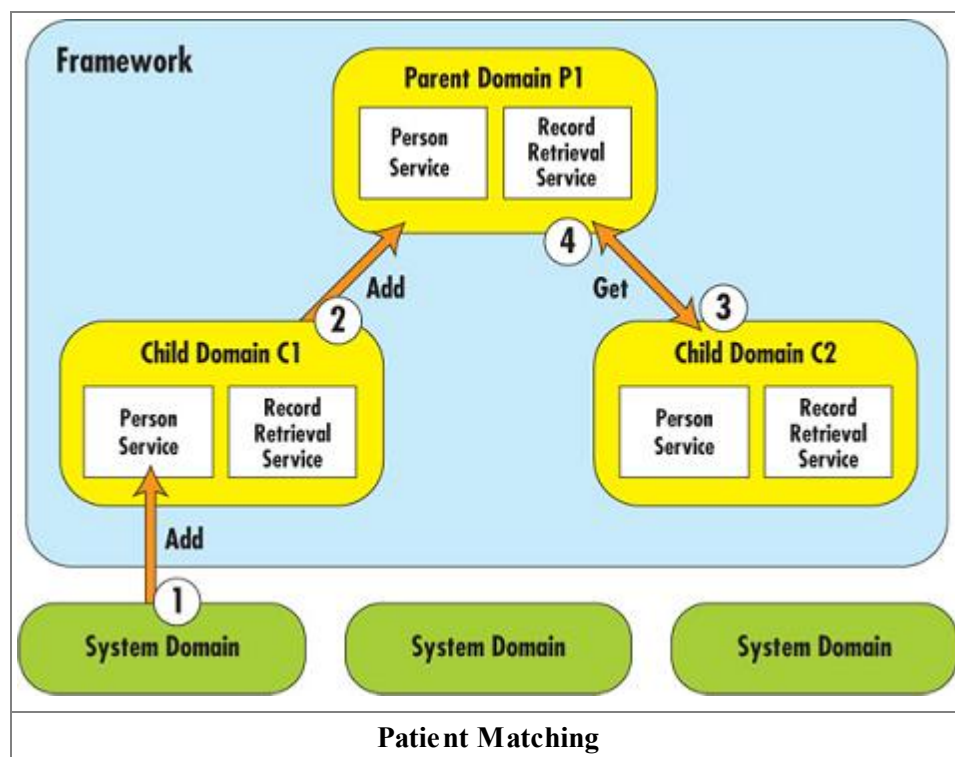 Framework
Parent Domain P1
Person
Service
Record
Retrieval
Service
4
Add
Get
2
3
Child Domain C1
Person
Service
Record
Retrieval
Service
Child Domain C2
Person
Service
Record
Retrieval
Service
Add
1
System Domain
System Domain
System Domain
Patient Matching